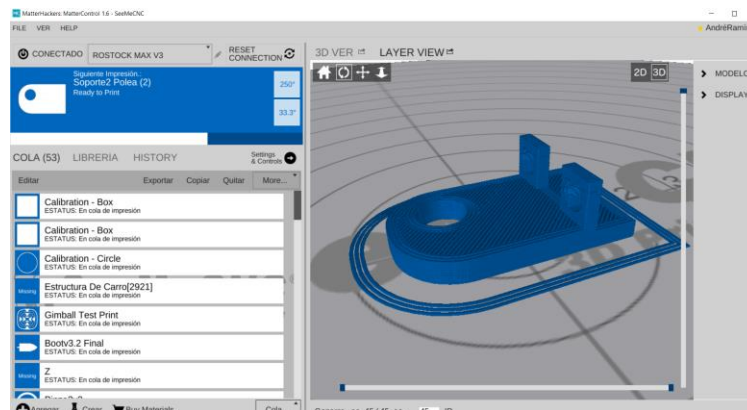 MatterHackers: MatterControl 1.6 - SeeMeCNC
FILE VER HELP
CONECTADO
ROSTOCK MAX V3
RESET
CONNECTION
3D VER
LAYER VIEW
Siguiente Impresión.:
Soporte2 Polea (2)
Ready to Print
250°
33.3°
2D 3D
MODELO
DISPLAY
COLA (53) LIBRERIA HISTORY
Settings
& Controls
Editar Exportar Copiar Quitar More...
Calibration - Box
ESTATUS: En cola de impresión
Calibration - Box
ESTATUS: En cola de impresión
Calibration - Circle
ESTATUS: En cola de impresión
Missing
Estructura De Carro[2921]
ESTATUS: En cola de impresión
Gimball Test Print
ESTATUS: En cola de impresión
Bootv3.2 Final
ESTATUS: En cola de impresión
Missing
Z
ESTATUS: En cola de impresión
Agregar Crear Buy Materials Cola